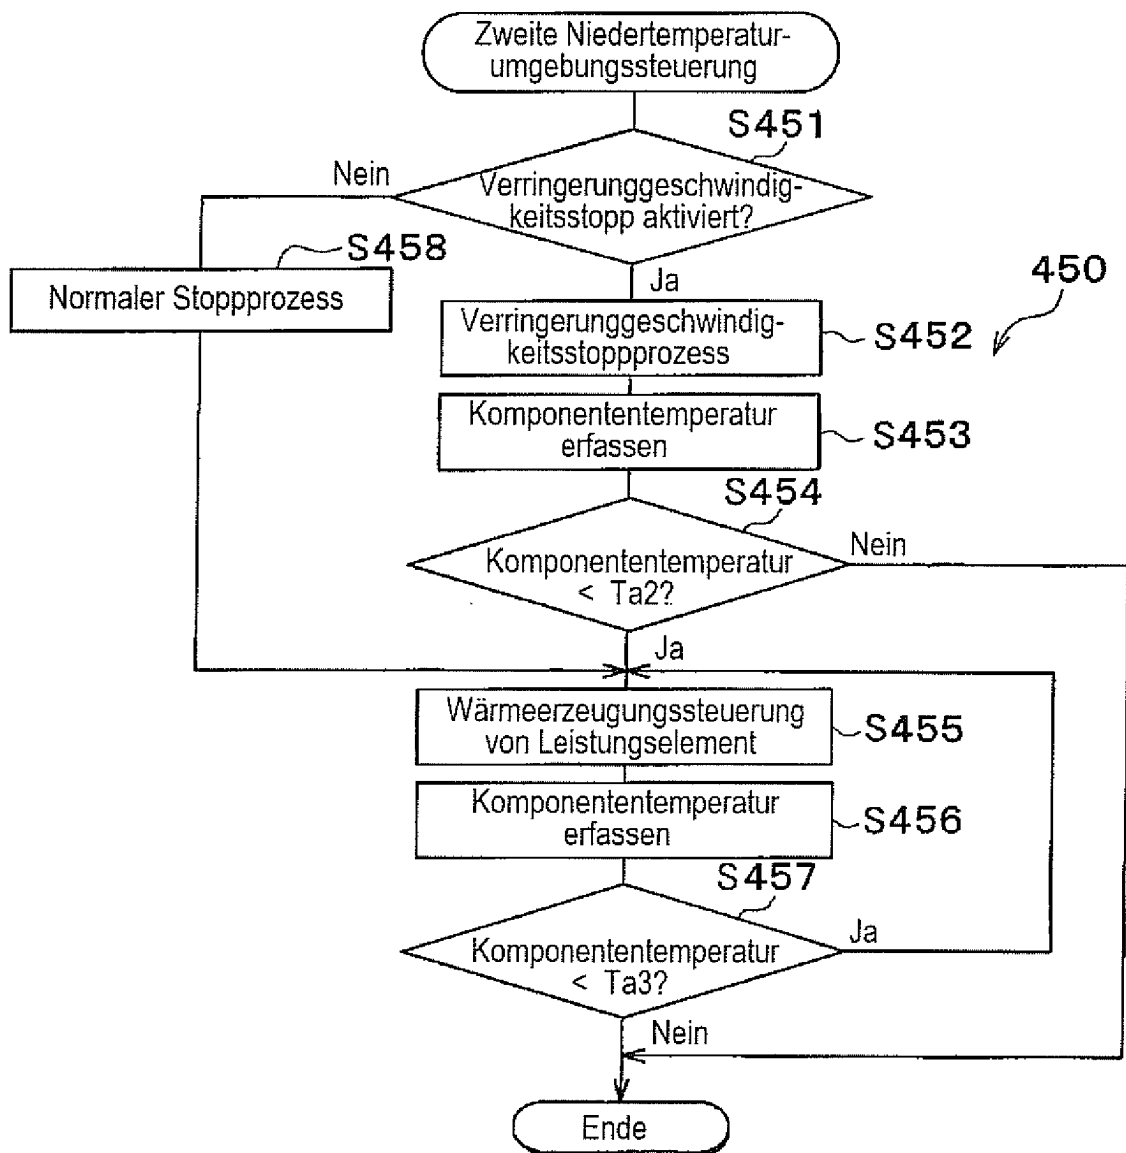 Zweite Niedertemperatur-
umgebungssteuerung
S451
Nein
Verringerunggeschwindig-
keitsstopp aktiviert?
S458
Normaler Stoppprozess
Ja
450
Verringerunggeschwindig-
keitsstoppprozess
S452
Komponententemperatur
erfassen
S453
S454
Komponententemperatur
< Ta2?
Nein
Ja
Wärmeerzeugungssteuerung
von Leistungselement
S455
Komponententemperatur
erfassen
S456
S457
Komponententemperatur
< Ta3?
Ja
Nein
Ende